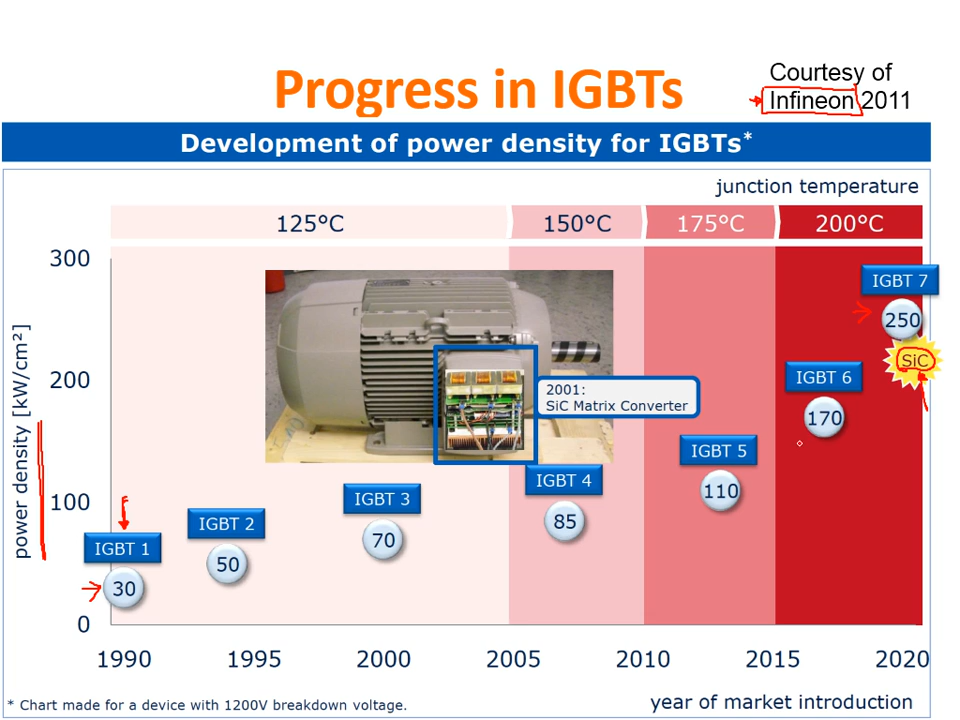 Progress in IGBTs
Courtesy of
Infineon 2011
Development of power density for IGBTs*
junction temperature
125°C 150°C 175°C 200°C
300
200
100
0
power density [kW/cm²]
IGBT 1
30
IGBT 2
50
IGBT 3
70
IGBT 4
85
IGBT 5
110
IGBT 6
170
IGBT 7
250
SiC
2001:
SiC Matrix Converter
1990 1995 2000 2005 2010 2015 2020
* Chart made for a device with 1200V breakdown voltage.
year of market introduction